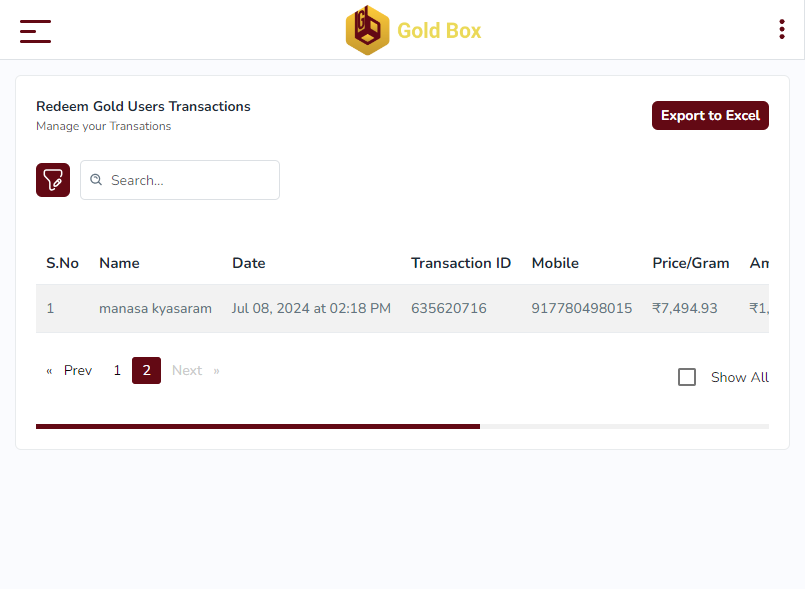 Gold Box
Redeem Gold Users Transactions
Manage your Transations
Export to Excel
Search...
S.No Name Date Transaction ID Mobile Price/Gram Am
1 manasa kyasaram Jul 08, 2024 at 02:18 PM 635620716 917780498015 ₹7,494.93 ₹1,
« Prev 1 2 Next »
Show All